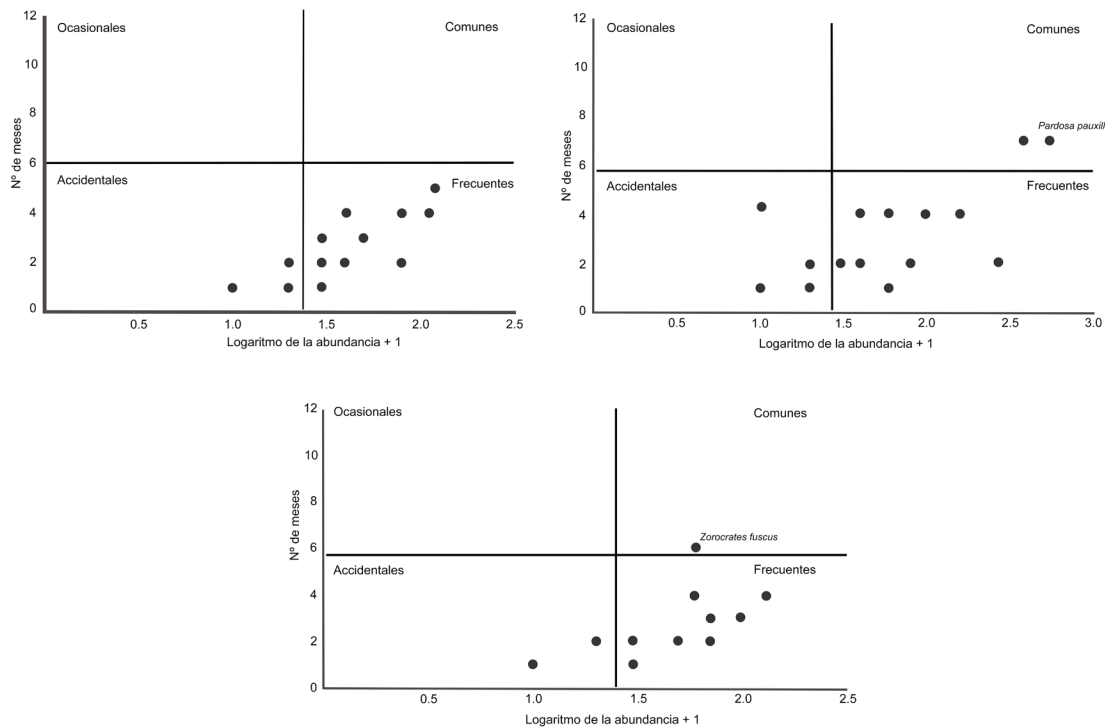 12
Ocasionales
Comunes
10
8
Nº de meses
6
Accidentales
Frecuentes
4
2
0
0.5
1.0
1.5
2.0
2.5
Logaritmo de la abundancia + 1
12
Ocasionales
Comunes
10
8
Pardosa pauxill
Nº de meses
6
Accidentales
Frecuentes
4
2
0
0.5
1.0
1.5
2.0
2.5
3.0
Logaritmo de la abundancia + 1
12
Ocasionales
Comunes
10
8
Nº de meses
Zorocrates fuscus
6
Accidentales
Frecuentes
4
2
0
0.5
1.0
1.5
2.0
2.5
Logaritmo de la abundancia + 1